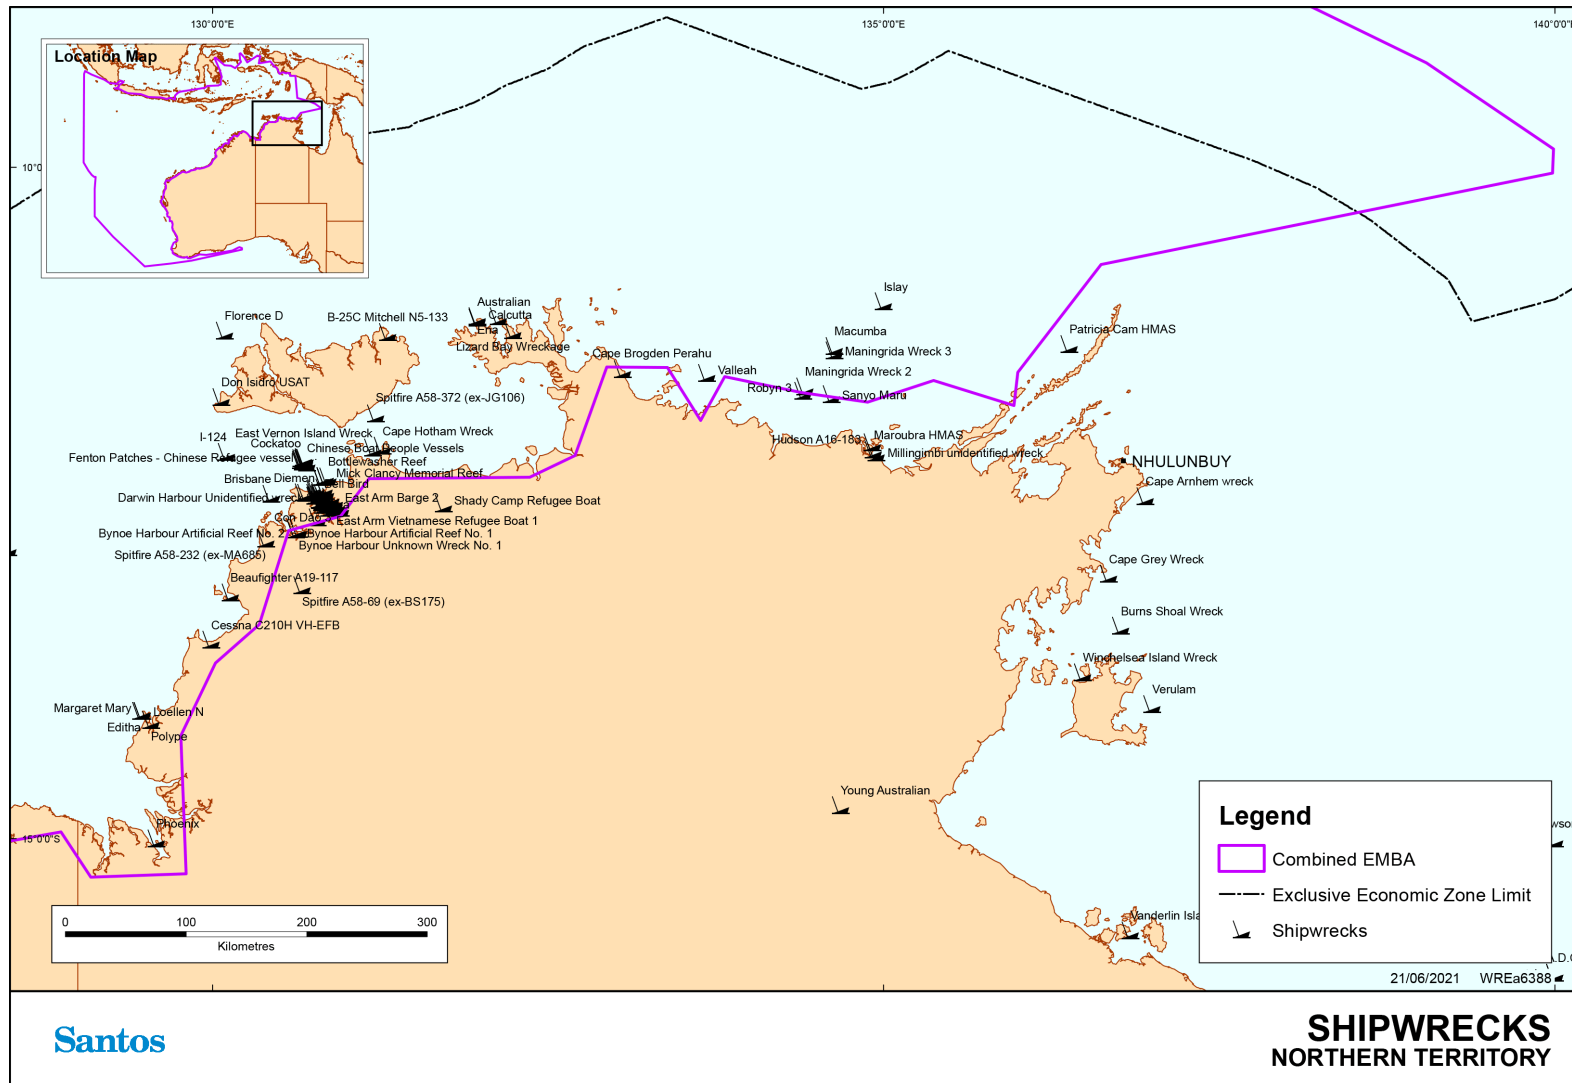 130°0'0"E
135°0'0"E
140°0'0"
Location Map
10°0
Islay
Australian
Calcutta
Florence D
B-25C Mitchell N5-133
Erla
Macumba
Patricia Cam HMAS
Lizard Bay Wreckage
Maningrida Wreck 3
Cape Brogden Perahu
Valleah
Maningrida Wreck 2
Don Isidro USAT
Robyn 3
Sanyo Maru
Spitfire A58-372 (ex-JG106)
I-124
East Vernon Island Wreck
Cape Hotham Wreck
Cockatoo
Chinese Boat People Vessels
Hudson A16-183
Maroubra HMAS
Fenton Patches - Chinese Refugee vessel
Bottlewasher Reef
Millingimbi unidentified wreck
NHULUNBUY
Mick Clancy Memorial Reef
Brisbane
Diemen
Bell Bird
Cape Arnhem wreck
Darwin Harbour Unidentified wreck
East Arm Barge 2
Shady Camp Refugee Boat
Con Dao
East Arm Vietnamese Refugee Boat 1
Bynoe Harbour Artificial Reef No. 2
Bynoe Harbour Artificial Reef No. 1
Bynoe Harbour Unknown Wreck No. 1
Spitfire A58-232 (ex-MA685)
Cape Grey Wreck
Beaufighter A19-117
Spitfire A58-69 (ex-BS175)
Burns Shoal Wreck
Cessna C210H VH-EFB
Winchelsea Island Wreck
Verulam
Margaret Mary
Loellen N
Editha
Polype
Young Australian
Phoenix
15°0'0"S
Legend
Combined EMBA
Exclusive Economic Zone Limit
Shipwrecks
Vanderlin Isla
0 100 200 300
Kilometres
21/06/2021 WREa6388
Santos
SHIPWRECKS
NORTHERN TERRITORY